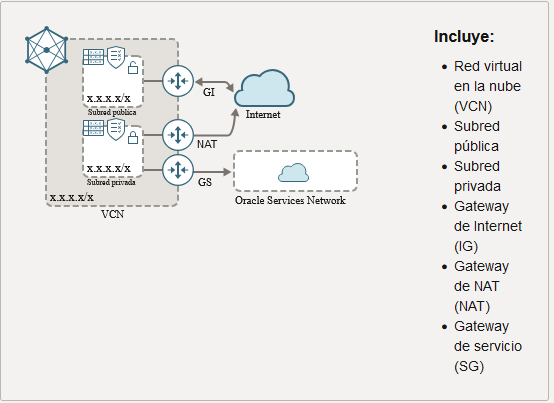 x.x.x.x/x
Subred pública
x.x.x.x/x
Subred privada
x.x.x.x/x
VCN
GI
NAT
GS
Internet
Oracle Services Network
Incluye:
• Red virtual
en la nube
(VCN)
• Subred
pública
• Subred
privada
• Gateway
de Internet
(IG)
• Gateway
de NAT
(NAT)
• Gateway
de servicio
(SG)